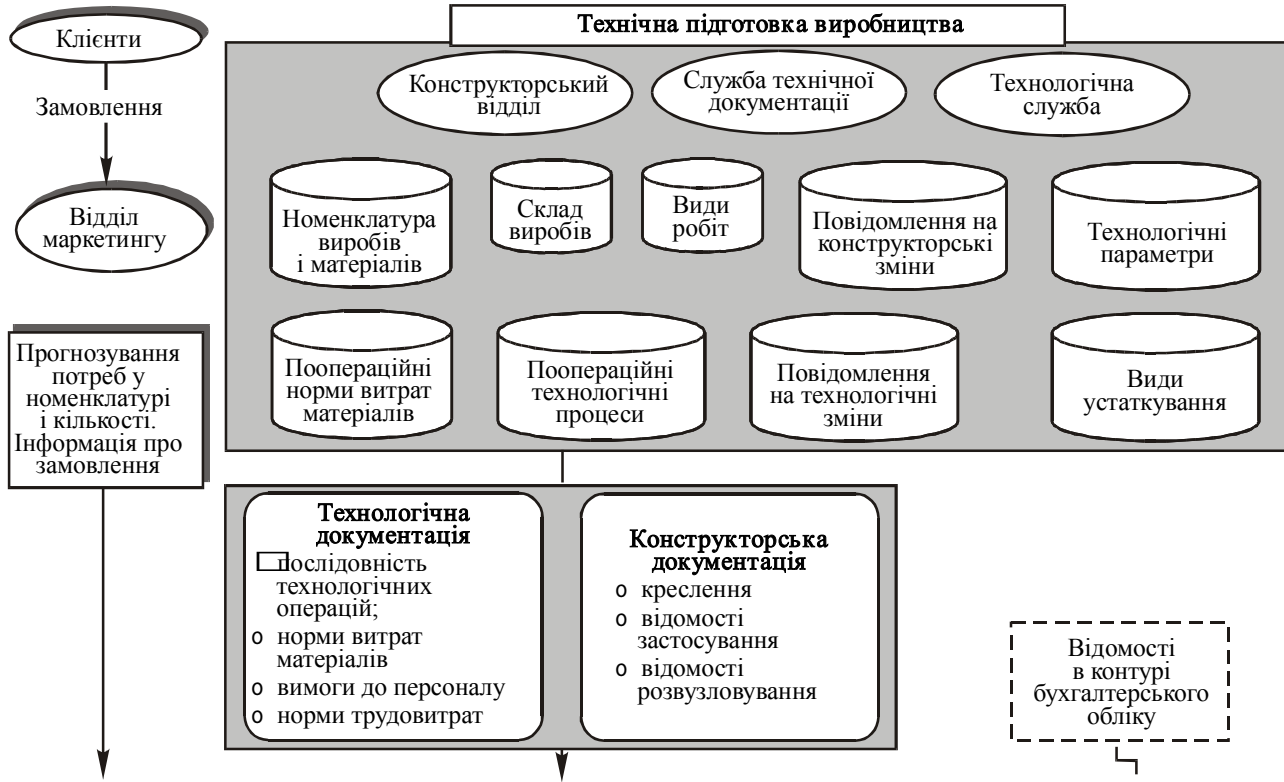 Клієнти
Замовлення
Відділ
маркетингу
Прогнозування
потреб у
номенклатурі
і кількості.
Інформація про
замовлення
Технічна підготовка виробництва
Конструкторський
відділ
Служба технічної
документації
Технологічна
служба
Номенклатура
виробів
і матеріалів
Склад
виробів
Види
робіт
Повідомлення на
конструкторські
зміни
Технологічні
параметри
Поопераційні
норми витрат
матеріалів
Поопераційні
технологічні
процеси
Повідомлення
на технологічні
зміни
Види
устаткування
Технологічна
документація
послідовність
технологічних
операцій;
o норми витрат
матеріалів
o вимоги до персоналу
o норми трудовитрат
Конструкторська
документація
o креслення
o відомості
застосування
o відомості
розвузловування
Відомості
в контурі
бухгалтерського
обліку